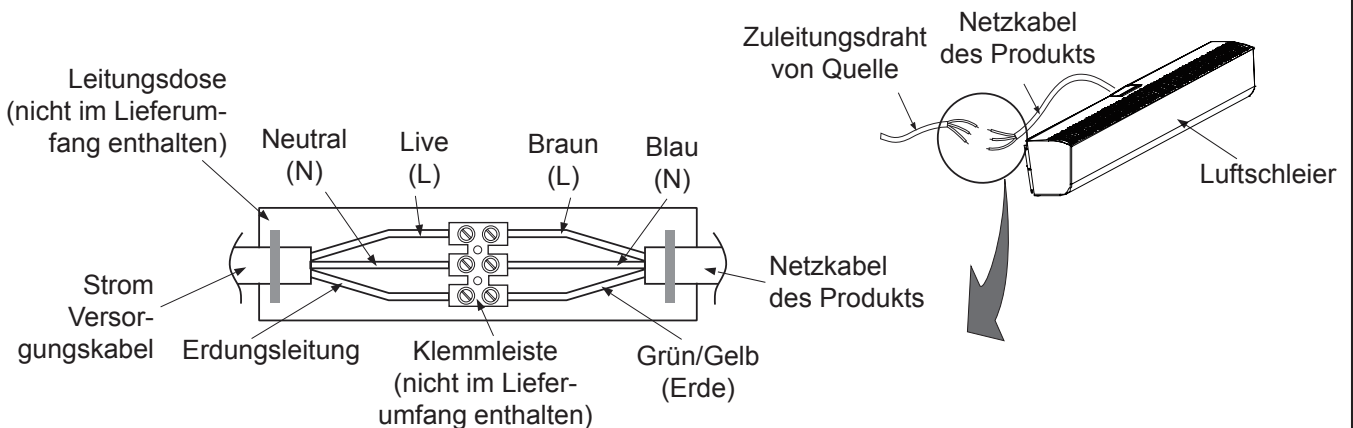 Zuleitungsdraht
von Quelle
Netzkabel
des Produkts
Luftschleier
Leitungsdose
(nicht im Lieferum-
fang enthalten)
Neutral
(N)
Live
(L)
Braun
(L)
Blau
(N)
Strom
Versor-
gungskabel
Erdungsleitung
Klemmleiste
(nicht im Liefer-
umfang enthalten)
Grün/Gelb
(Erde)
Netzkabel
des Produkts